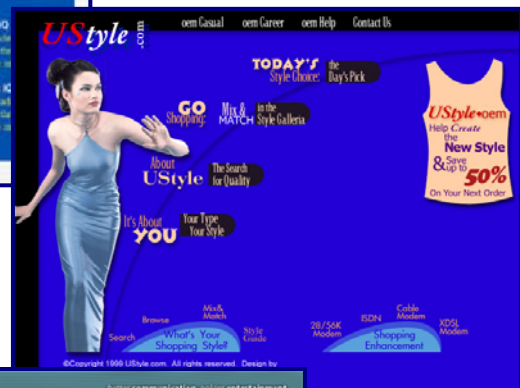 UStyle.com
oem Casual oem Career oem Help Contact Us
TODAY'S the
Style Choice: Day's Pick
GO Mix & in the
Shopping: MATCH Style Galleria
About The Search
UStyle for Quality
It's About Your Type
YOU Your Style
UStyle•oem
Help Create
the
New Style
& Save
up to 50%
On Your Next Order
Search
Browse
Mix&
Match
Style
Guide
What's Your
Shopping Style?
28/56K
Modem
ISDN
Cable
Modem
XDSL
Modem
Shopping
Enhancement
©Copyright 1999 UStyle.com. All rights reserved. Design by
communication entertainment